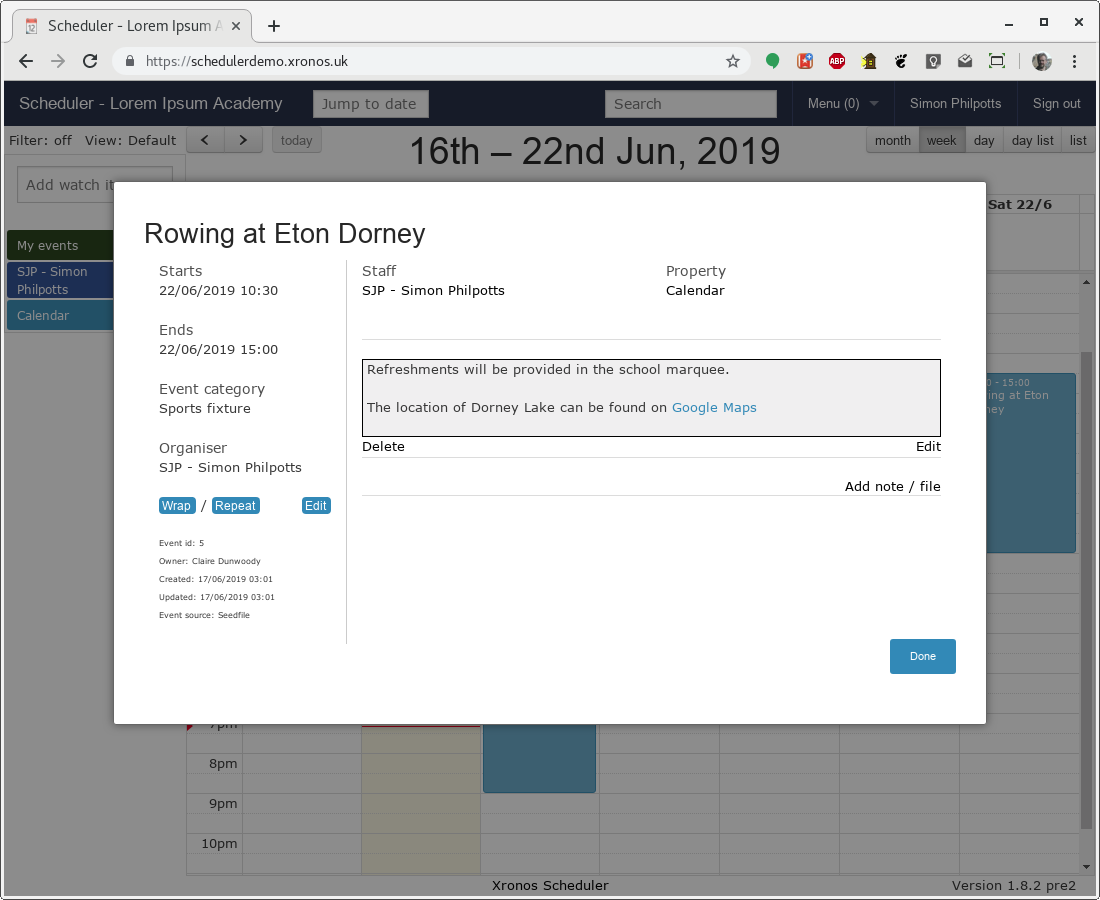 Scheduler - Lorem Ipsum A
https://schedulerdemo.xronos.uk
ABP
Scheduler - Lorem Ipsum Academy
Jump to date
Search
Menu (0)
Simon Philpotts
Sign out
Filter: off
View: Default
today
16th – 22nd Jun, 2019
month
week
day
day list
list
Add watch it
Sat 22/6
My events
SJP - Simon
Philpotts
Calendar
Rowing at Eton Dorney
Starts
22/06/2019 10:30
Ends
22/06/2019 15:00
Event category
Sports fixture
Organiser
SJP - Simon Philpotts
Wrap / Repeat
Edit
Event id: 5
Owner: Claire Dunwoody
Created: 17/06/2019 03:01
Updated: 17/06/2019 03:01
Event source: Seedfile
Staff
SJP - Simon Philpotts
Property
Calendar
Refreshments will be provided in the school marquee.
The location of Dorney Lake can be found on Google Maps
Delete
Edit
Add note / file
Done
0 - 15:00
ing at Eton
ney
7pm
8pm
9pm
10pm
Xronos Scheduler
Version 1.8.2 pre2